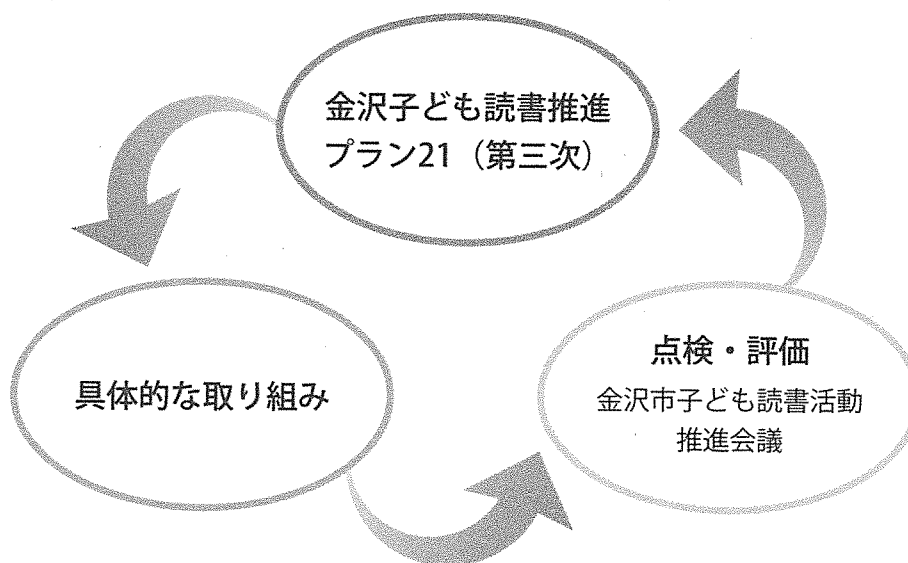 金沢子ども読書推進
プラン21（第三次）
具体的な取り組み
点検・評価
金沢市子ども読書活動
推進会議